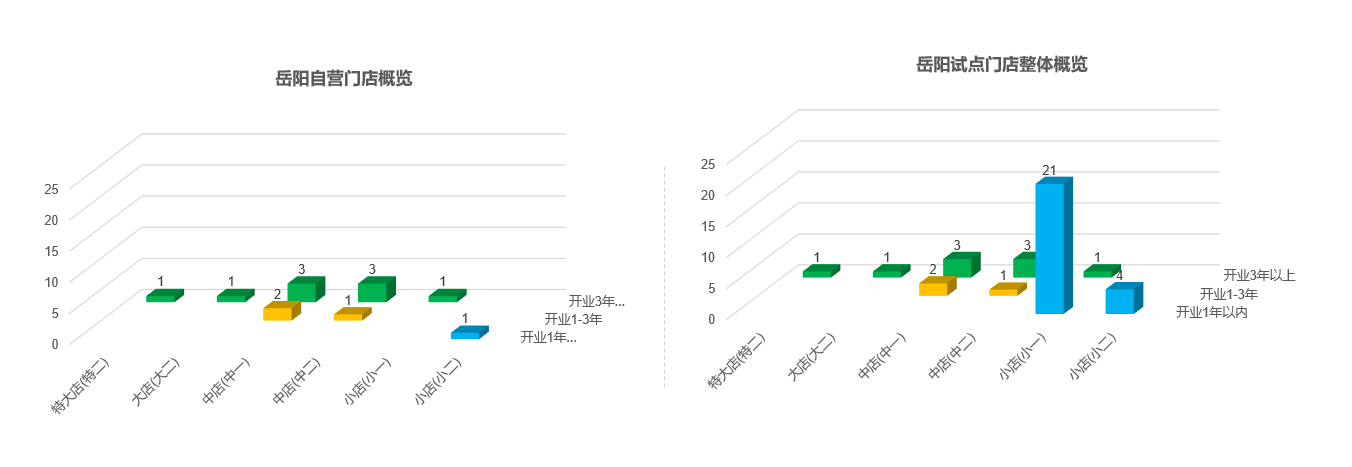 岳阳自营门店概览
25
20
15
10
5
0
1
1
3
3
1
2
1
1
开业3年...
开业1-3年
开业1年...
特大店(特二)
大店(大二)
中店(中一)
中店(中二)
小店(小一)
小店(小二)
岳阳试点门店整体概览
25
20
15
10
5
0
1
1
3
3
1
2
1
21
4
开业3年以上
开业1-3年
开业1年以内
特大店(特二)
大店(大二)
中店(中一)
中店(中二)
小店(小一)
小店(小二)